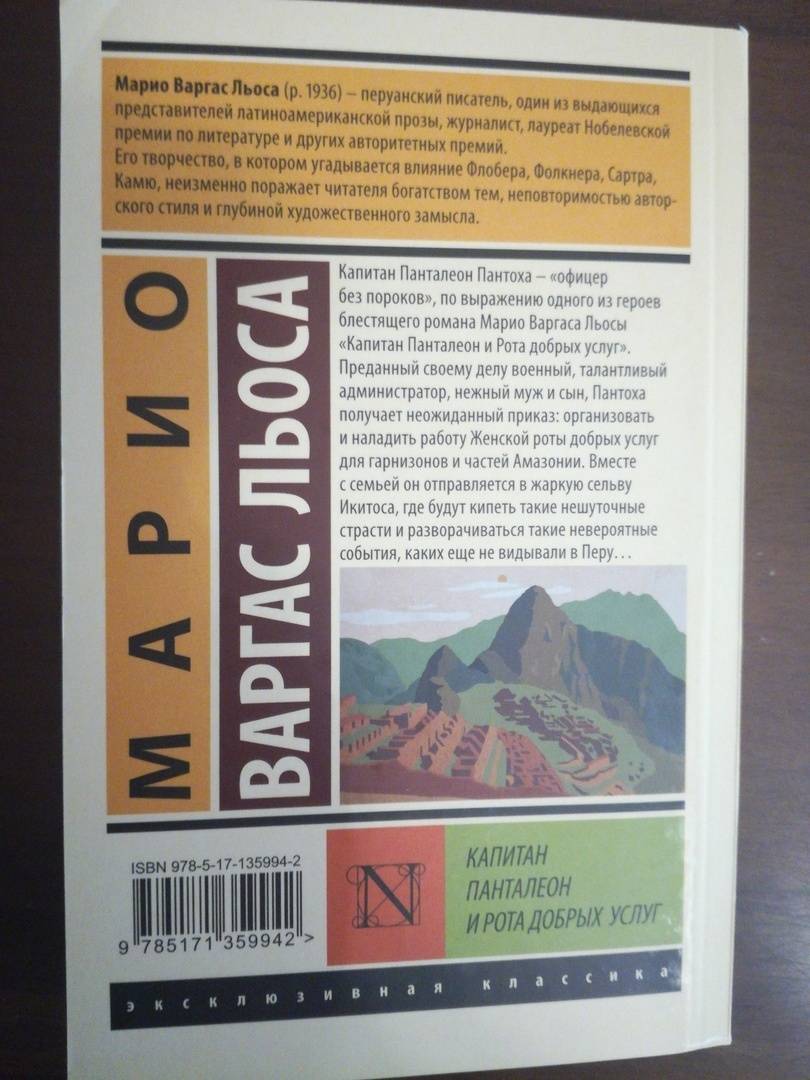 Марио Варгас Льоса (р. 1936) – перуанский писатель, один из выдающихся
представителей латиноамериканской прозы, журналист, лауреат Нобелевской
премии по литературе и других авторитетных премий.
Его творчество, в котором угадывается влияние Флобера, Фолкнера, Сартра,
Камю, неизменно поражает читателя богатством тем, неповторимостью автор-
ского стиля и глубиной художественного замысла.
МАРИО
ВАРГАС ЛЬОСА
Капитан Панталеон Пантоха – «офицер
без пороков», по выражению одного из героев
блестящего романа Марио Варгаса Льосы
«Капитан Панталеон и Рота добрых услуг».
Преданный своему делу военный, талантливый
администратор, нежный муж и сын, Пантоха
получает неожиданный приказ: организовать
и наладить работу Женской роты добрых услуг
для гарнизонов и частей Амазонии. Вместе
с семьей он отправляется в жаркую сельву
Икитоса, где будут кипеть такие нешуточные
страсти и разворачиваться такие невероятные
события, каких еще не видывали в Перу…
ISBN 978-5-17-135994-2
9 785171 359942 >
N
КАПИТАН
ПАНТАЛЕОН
И РОТА ДОБРЫХ УСЛУГ
эксклюзивная классика